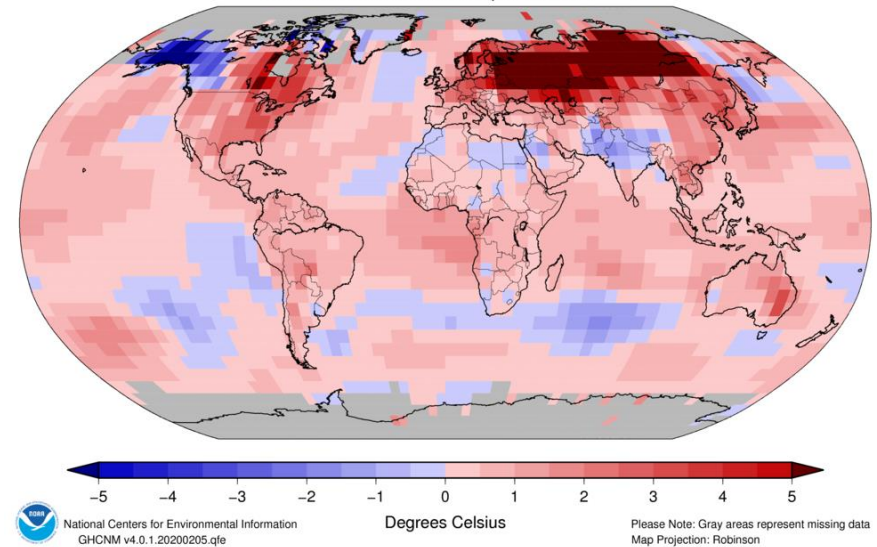 −5 −4 −3 −2 −1 0 1 2 3 4 5
NOAA
National Centers for Environmental Information
GHCNM v4.0.1.20200205.qfe
Degrees Celsius
Please Note: Gray areas represent missing data
Map Projection: Robinson